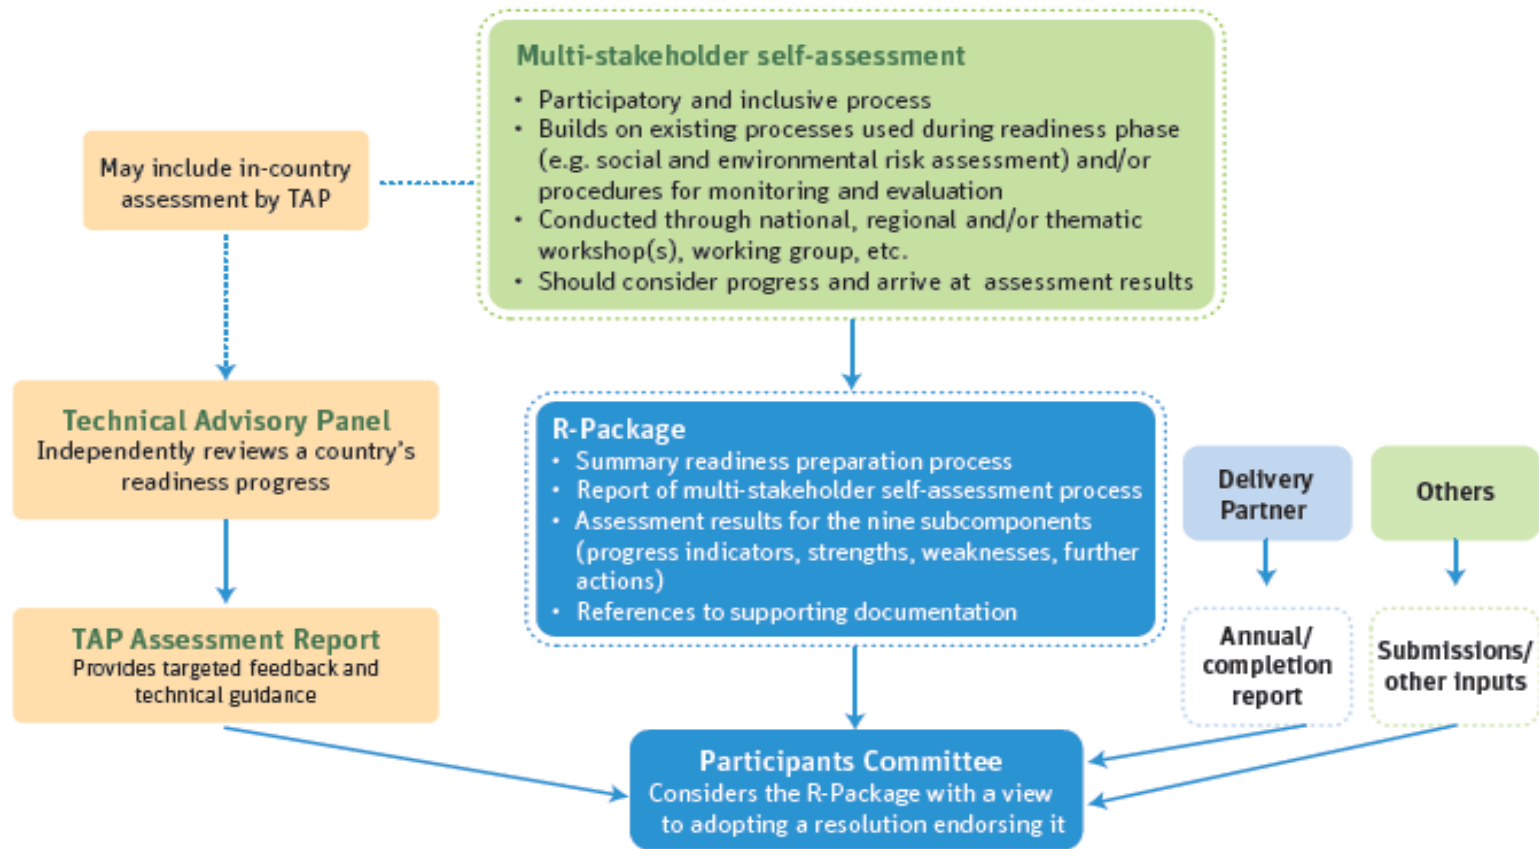 Multi-stakeholder self-assessment
• Participatory and inclusive process
• Builds on existing processes used during readiness phase
(e.g. social and environmental risk assessment) and/or
procedures for monitoring and evaluation
• Conducted through national, regional and/or thematic
workshop(s), working group, etc.
• Should consider progress and arrive at assessment results
May include in-country
assessment by TAP
Technical Advisory Panel
Independently reviews a country's
readiness progress
TAP Assessment Report
Provides targeted feedback and
technical guidance
R-Package
• Summary readiness preparation process
• Report of multi-stakeholder self-assessment process
• Assessment results for the nine subcomponents
(progress indicators, strengths, weaknesses, further
actions)
• References to supporting documentation
Delivery
Partner
Others
Annual/
completion
report
Submissions/
other inputs
Participants Committee
Considers the R-Package with a view
to adopting a resolution endorsing it